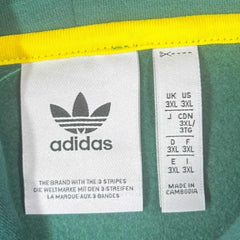 adidas
THE BRAND WITH THE 3 STRIPES
DIE WELTMARKE MIT DEN 3 STREIFEN
LA MARQUE AUX 3 BANDES
UK US
3XL 3XL
J CDN
3XL 3XL/
3TG
D F
3XL 3XL
E I
3XL 3XL
MADE IN
CAMBODIA